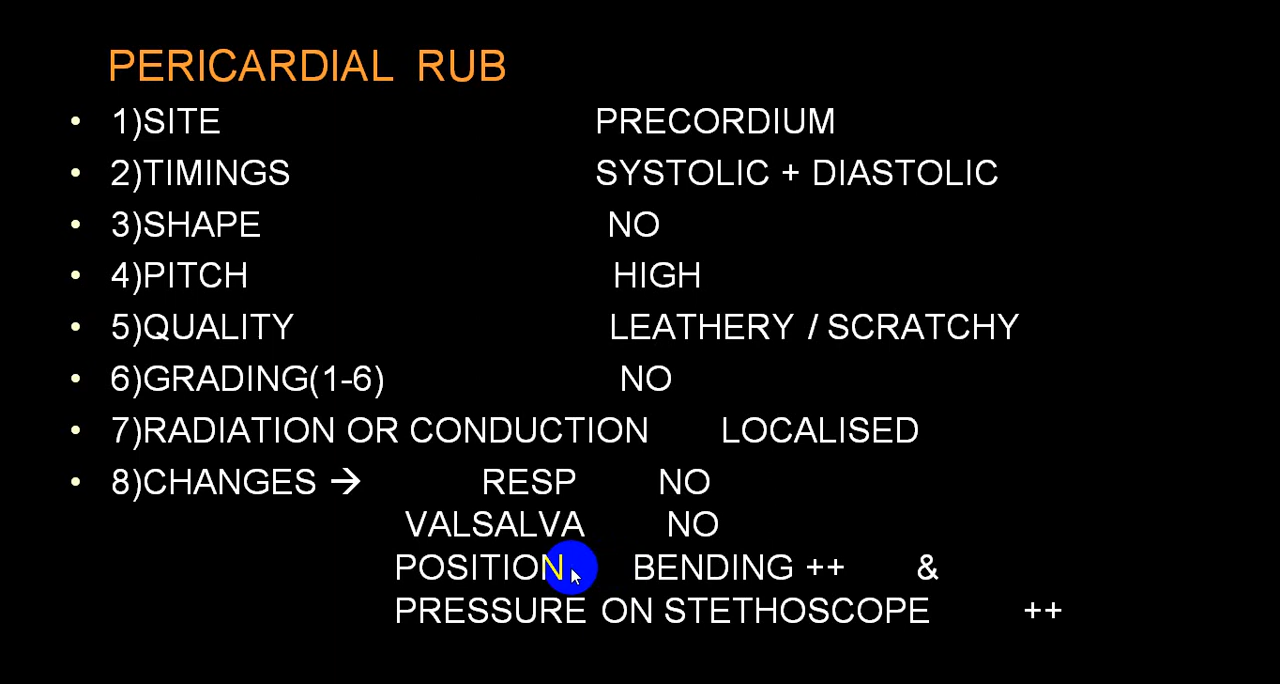 PERICARDIAL RUB
• 1)SITE PRECORDIUM
• 2)TIMINGS SYSTOLIC + DIASTOLIC
• 3)SHAPE NO
• 4)PITCH HIGH
• 5)QUALITY LEATHERY / SCRATCHY
• 6)GRADING(1-6) NO
• 7)RADIATION OR CONDUCTION LOCALISED
• 8)CHANGES → RESP NO
VALSALVA NO
POSITION BENDING ++ &
PRESSURE ON STETHOSCOPE ++